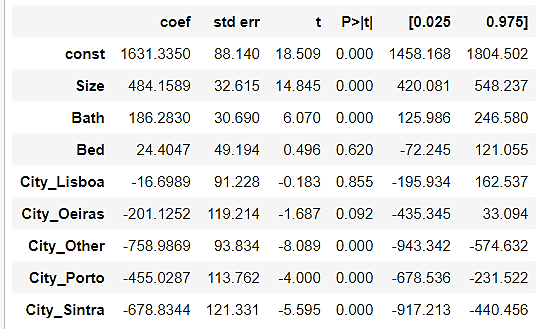 coef std err t P>|t| [0.025 0.975]
const 1631.3350 88.140 18.509 0.000 1458.168 1804.502
Size 484.1589 32.615 14.845 0.000 420.081 548.237
Bath 186.2830 30.690 6.070 0.000 125.986 246.580
Bed 24.4047 49.194 0.496 0.620 -72.245 121.055
City_Lisboa -16.6989 91.228 -0.183 0.855 -195.934 162.537
City_Oeiras -201.1252 119.214 -1.687 0.092 -435.345 33.094
City_Other -758.9869 93.834 -8.089 0.000 -943.342 -574.632
City_Porto -455.0287 113.762 -4.000 0.000 -678.536 -231.522
City_Sintra -678.8344 121.331 -5.595 0.000 -917.213 -440.456